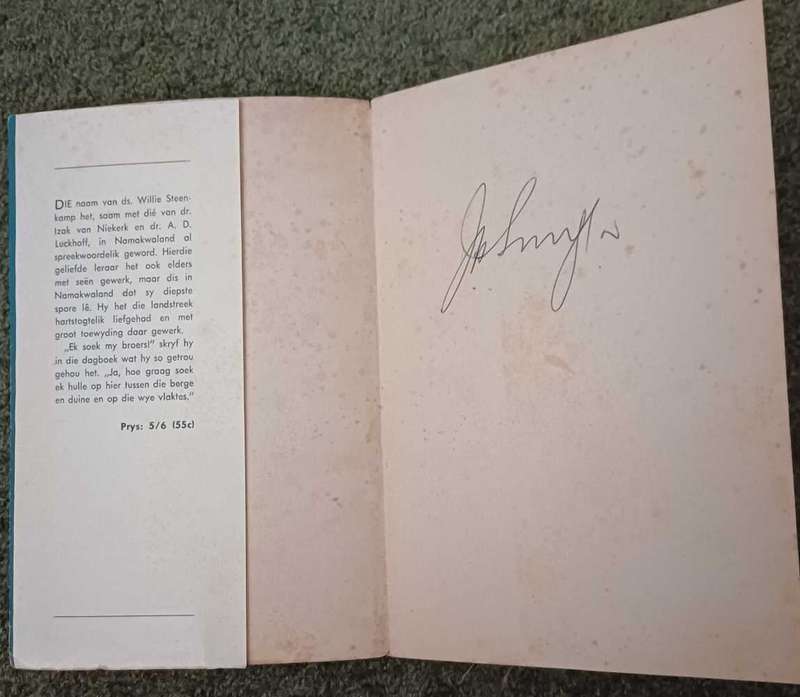 DIE naam van ds. Willie Steen-
kamp het, saam met dié van dr.
Izak van Niekerk en dr. A. D.
Luckhoff, in Namakwaland al
spreekwoordelik geword. Hierdie
geliefde leraar het ook elders
met seën gewerk, maar dis in
Namakwaland dat sy diepste
spore lê. Hy het die landstreek
hartstogtelik liefgehad en met
groot toewyding daar gewerk.
„Ek soek my broers!" skryf hy
in die dagboek wat hy so getrou
gehou het. „Ja, hoe graag soek
ek hulle op hier tussen die berge
en duine en op die wye vlaktes."
Prys: 5/6 (55c)